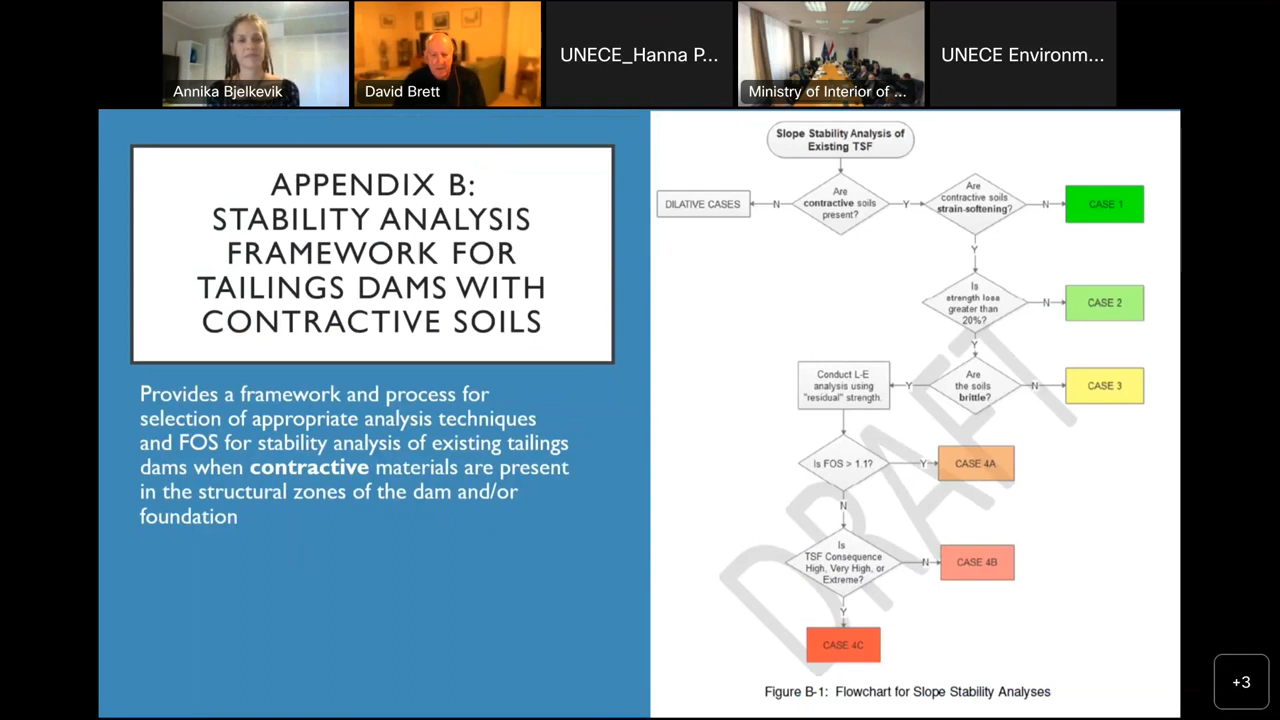 Annika Bjelkevik
David Brett
UNECE_Hanna P...
Ministry of Interior of ...
UNECE Environm...
APPENDIX B:
STABILITY ANALYSIS
FRAMEWORK FOR
TAILINGS DAMS WITH
CONTRACTIVE SOILS
Provides a framework and process for
selection of appropriate analysis techniques
and FOS for stability analysis of existing tailings
dams when contractive materials are present
in the structural zones of the dam and/or
foundation
Slope Stability Analysis of
Existing TSF
DILATIVE CASES
N
Are
contractive soils
present?
Y
Are
contractive soils
strain-softening?
N
CASE 1
Y
Is
strength loss
greater than
20%?
N
CASE 2
Y
Conduct L-E
analysis using
"residual" strength.
Y
Are
the soils
brittle?
N
CASE 3
Is FOS > 1.1?
Y
CASE 4A
N
Is
TSF Consequence
High, Very High, or
Extreme?
N
CASE 4B
Y
CASE 4C
DRAFT
Figure B-1: Flowchart for Slope Stability Analyses
+3